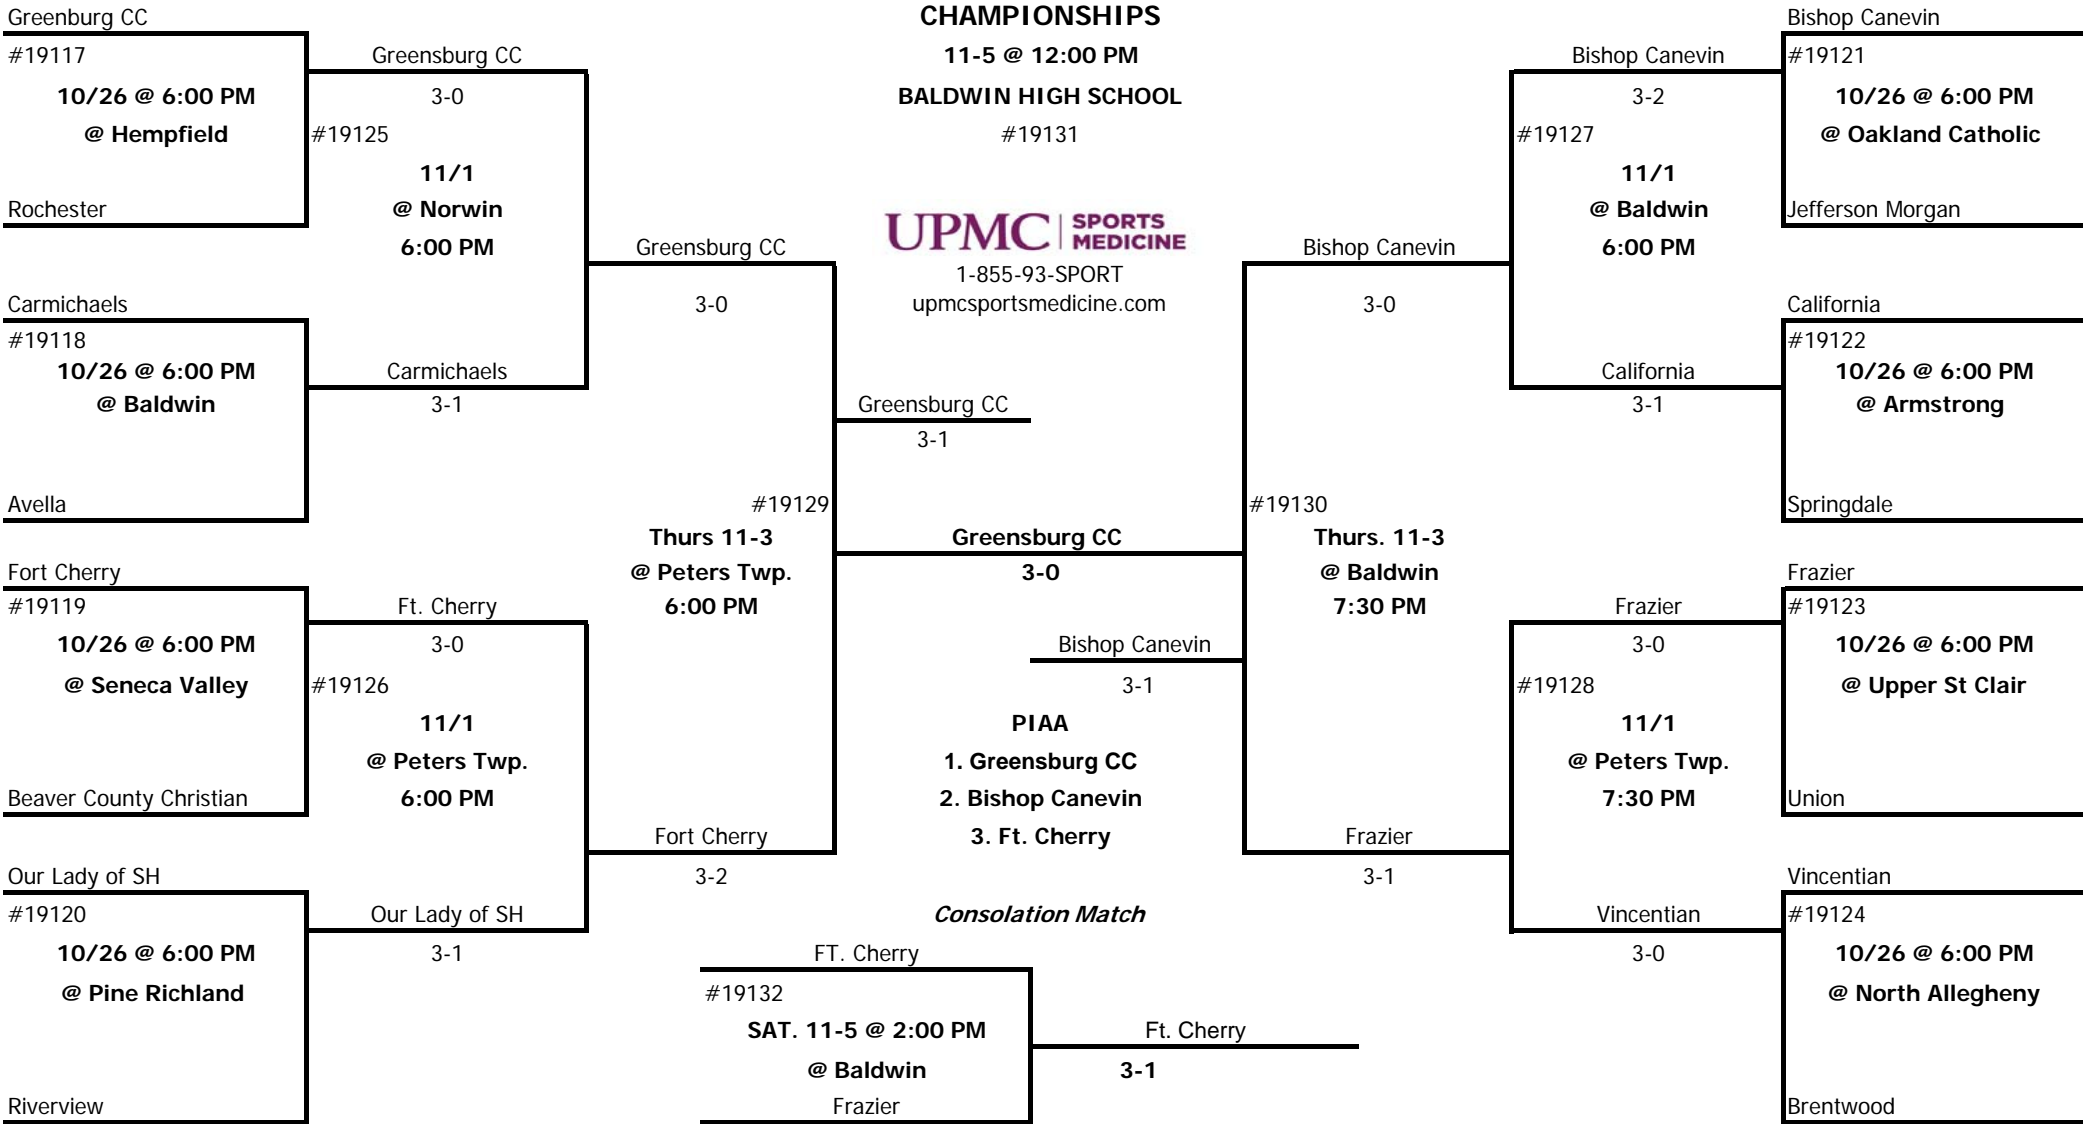 Greenburg CC
#19117
10/26 @ 6:00 PM
@ Hempfield
Rochester
Carmichaels
#19118
10/26 @ 6:00 PM
@ Baldwin
Avella
Fort Cherry
#19119
10/26 @ 6:00 PM
@ Seneca Valley
Beaver County Christian
Our Lady of SH
#19120
10/26 @ 6:00 PM
@ Pine Richland
Riverview
Greensburg CC
3-0
#19125
11/1
@ Norwin
6:00 PM
Carmichaels
3-1
Ft. Cherry
3-0
#19126
11/1
@ Peters Twp.
6:00 PM
Our Lady of SH
3-1
Greensburg CC
3-0
#19129
Thurs 11-3
@ Peters Twp.
6:00 PM
Fort Cherry
3-2
CHAMPIONSHIPS
11-5 @ 12:00 PM
BALDWIN HIGH SCHOOL
#19131
UPMC | SPORTS
MEDICINE
1-855-93-SPORT
upmcsportsmedicine.com
Greensburg CC
3-1
Greensburg CC
3-0
Bishop Canevin
3-1
PIAA
1. Greensburg CC
2. Bishop Canevin
3. Ft. Cherry
Consolation Match
FT. Cherry
#19132
SAT. 11-5 @ 2:00 PM
@ Baldwin
Frazier
Ft. Cherry
3-1
Bishop Canevin
3-0
#19130
Thurs. 11-3
@ Baldwin
7:30 PM
Frazier
3-1
Bishop Canevin
3-2
#19127
11/1
@ Baldwin
6:00 PM
California
3-1
Frazier
3-0
#19128
11/1
@ Peters Twp.
7:30 PM
Vincentian
3-0
Bishop Canevin
#19121
10/26 @ 6:00 PM
@ Oakland Catholic
Jefferson Morgan
California
#19122
10/26 @ 6:00 PM
@ Armstrong
Springdale
Frazier
#19123
10/26 @ 6:00 PM
@ Upper St Clair
Union
Vincentian
#19124
10/26 @ 6:00 PM
@ North Allegheny
Brentwood